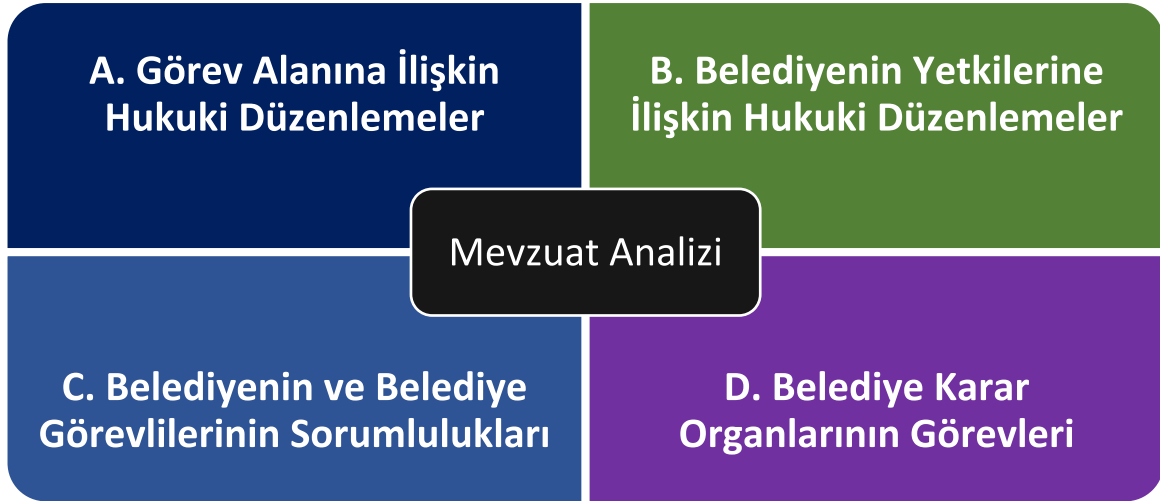 A. Görev Alanına İlişkin
Hukuki Düzenlemeler
B. Belediyenin Yetkilerine
İlişkin Hukuki Düzenlemeler
Mevzuat Analizi
C. Belediyenin ve Belediye
Görevlilerinin Sorumlulukları
D. Belediye Karar
Organlarının Görevleri